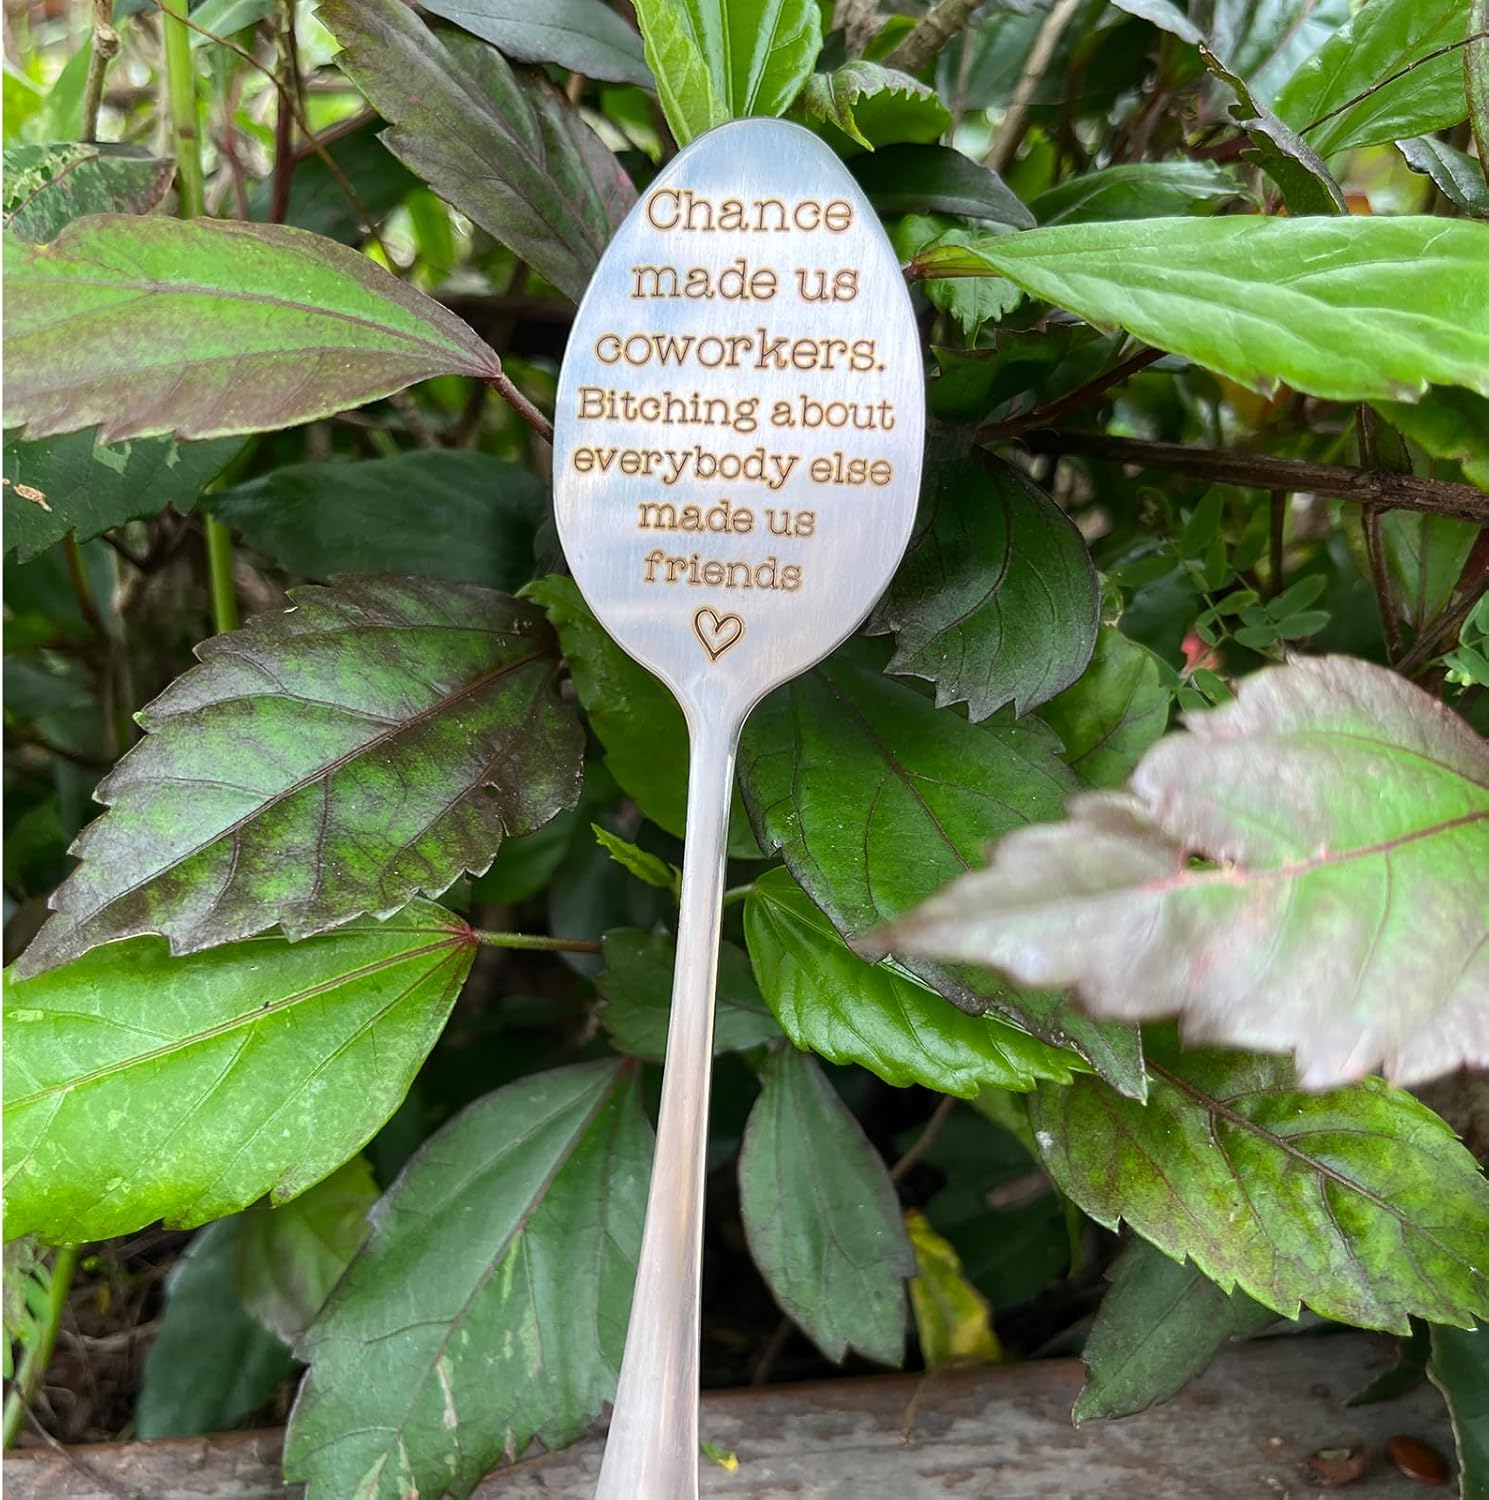 Chance
made us
coworkers.
Bitching about
everybody else
made us
friends